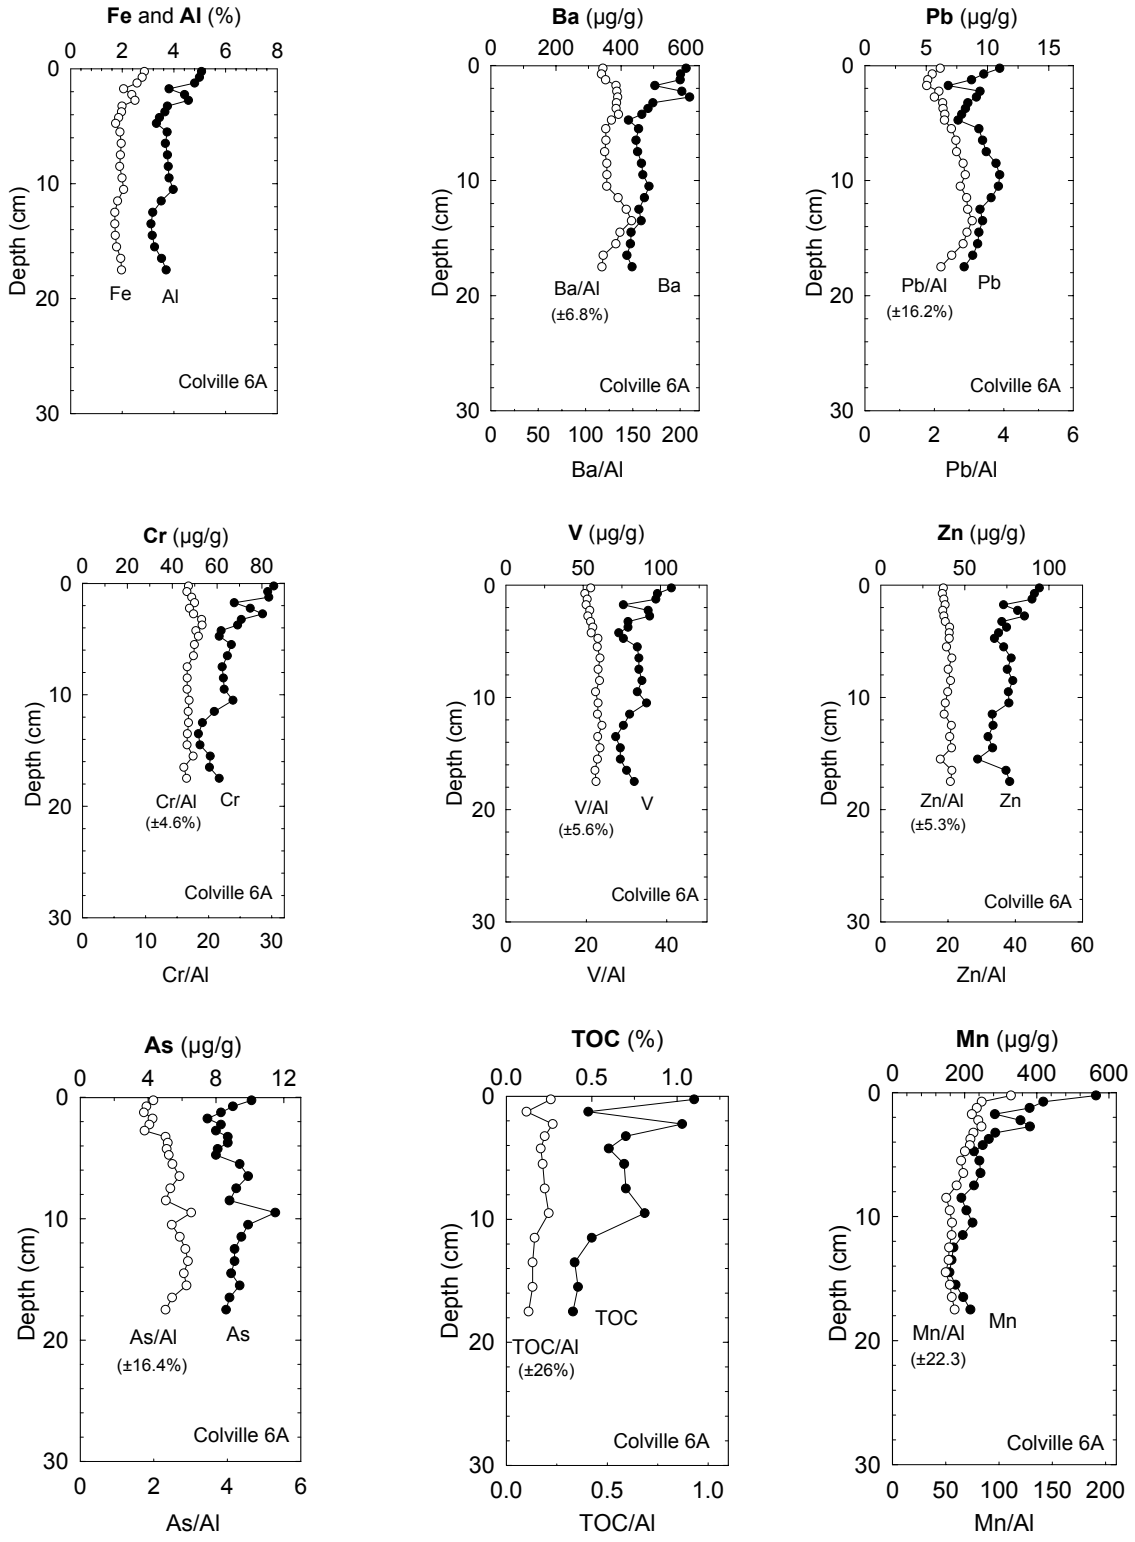 Fe and Al (%)
0 2 4 6 8
0
10
20
30
Depth (cm)
Fe Al
Colville 6A
Ba (µg/g)
0 200 400 600
0
10
20
30
Depth (cm)
Ba/Al Ba
(±6.8%)
Colville 6A
0 50 100 150 200
Ba/Al
Pb (µg/g)
0 5 10 15
0
10
20
30
Depth (cm)
Pb/Al Pb
(±16.2%)
Colville 6A
0 2 4 6
Pb/Al
Cr (µg/g)
0 20 40 60 80
0
10
20
30
Depth (cm)
Cr/Al Cr
(±4.6%)
Colville 6A
0 10 20 30
Cr/Al
V (µg/g)
0 50 100
0
10
20
30
Depth (cm)
V/Al V
(±5.6%)
Colville 6A
0 20 40
V/Al
Zn (µg/g)
0 50 100
0
10
20
30
Depth (cm)
Zn/Al Zn
(±5.3%)
Colville 6A
0 20 40 60
Zn/Al
As (µg/g)
0 4 8 12
0
10
20
30
Depth (cm)
As/Al As
(±16.4%)
Colville 6A
0 2 4 6
As/Al
TOC (%)
0.0 0.5 1.0
0
10
20
30
Depth (cm)
TOC
TOC/Al
(±26%)
Colville 6A
0.0 0.5 1.0
TOC/Al
Mn (µg/g)
0 200 400 600
0
10
20
30
Depth (cm)
Mn/Al Mn
(±22.3)
Colville 6A
0 50 100 150 200
Mn/Al